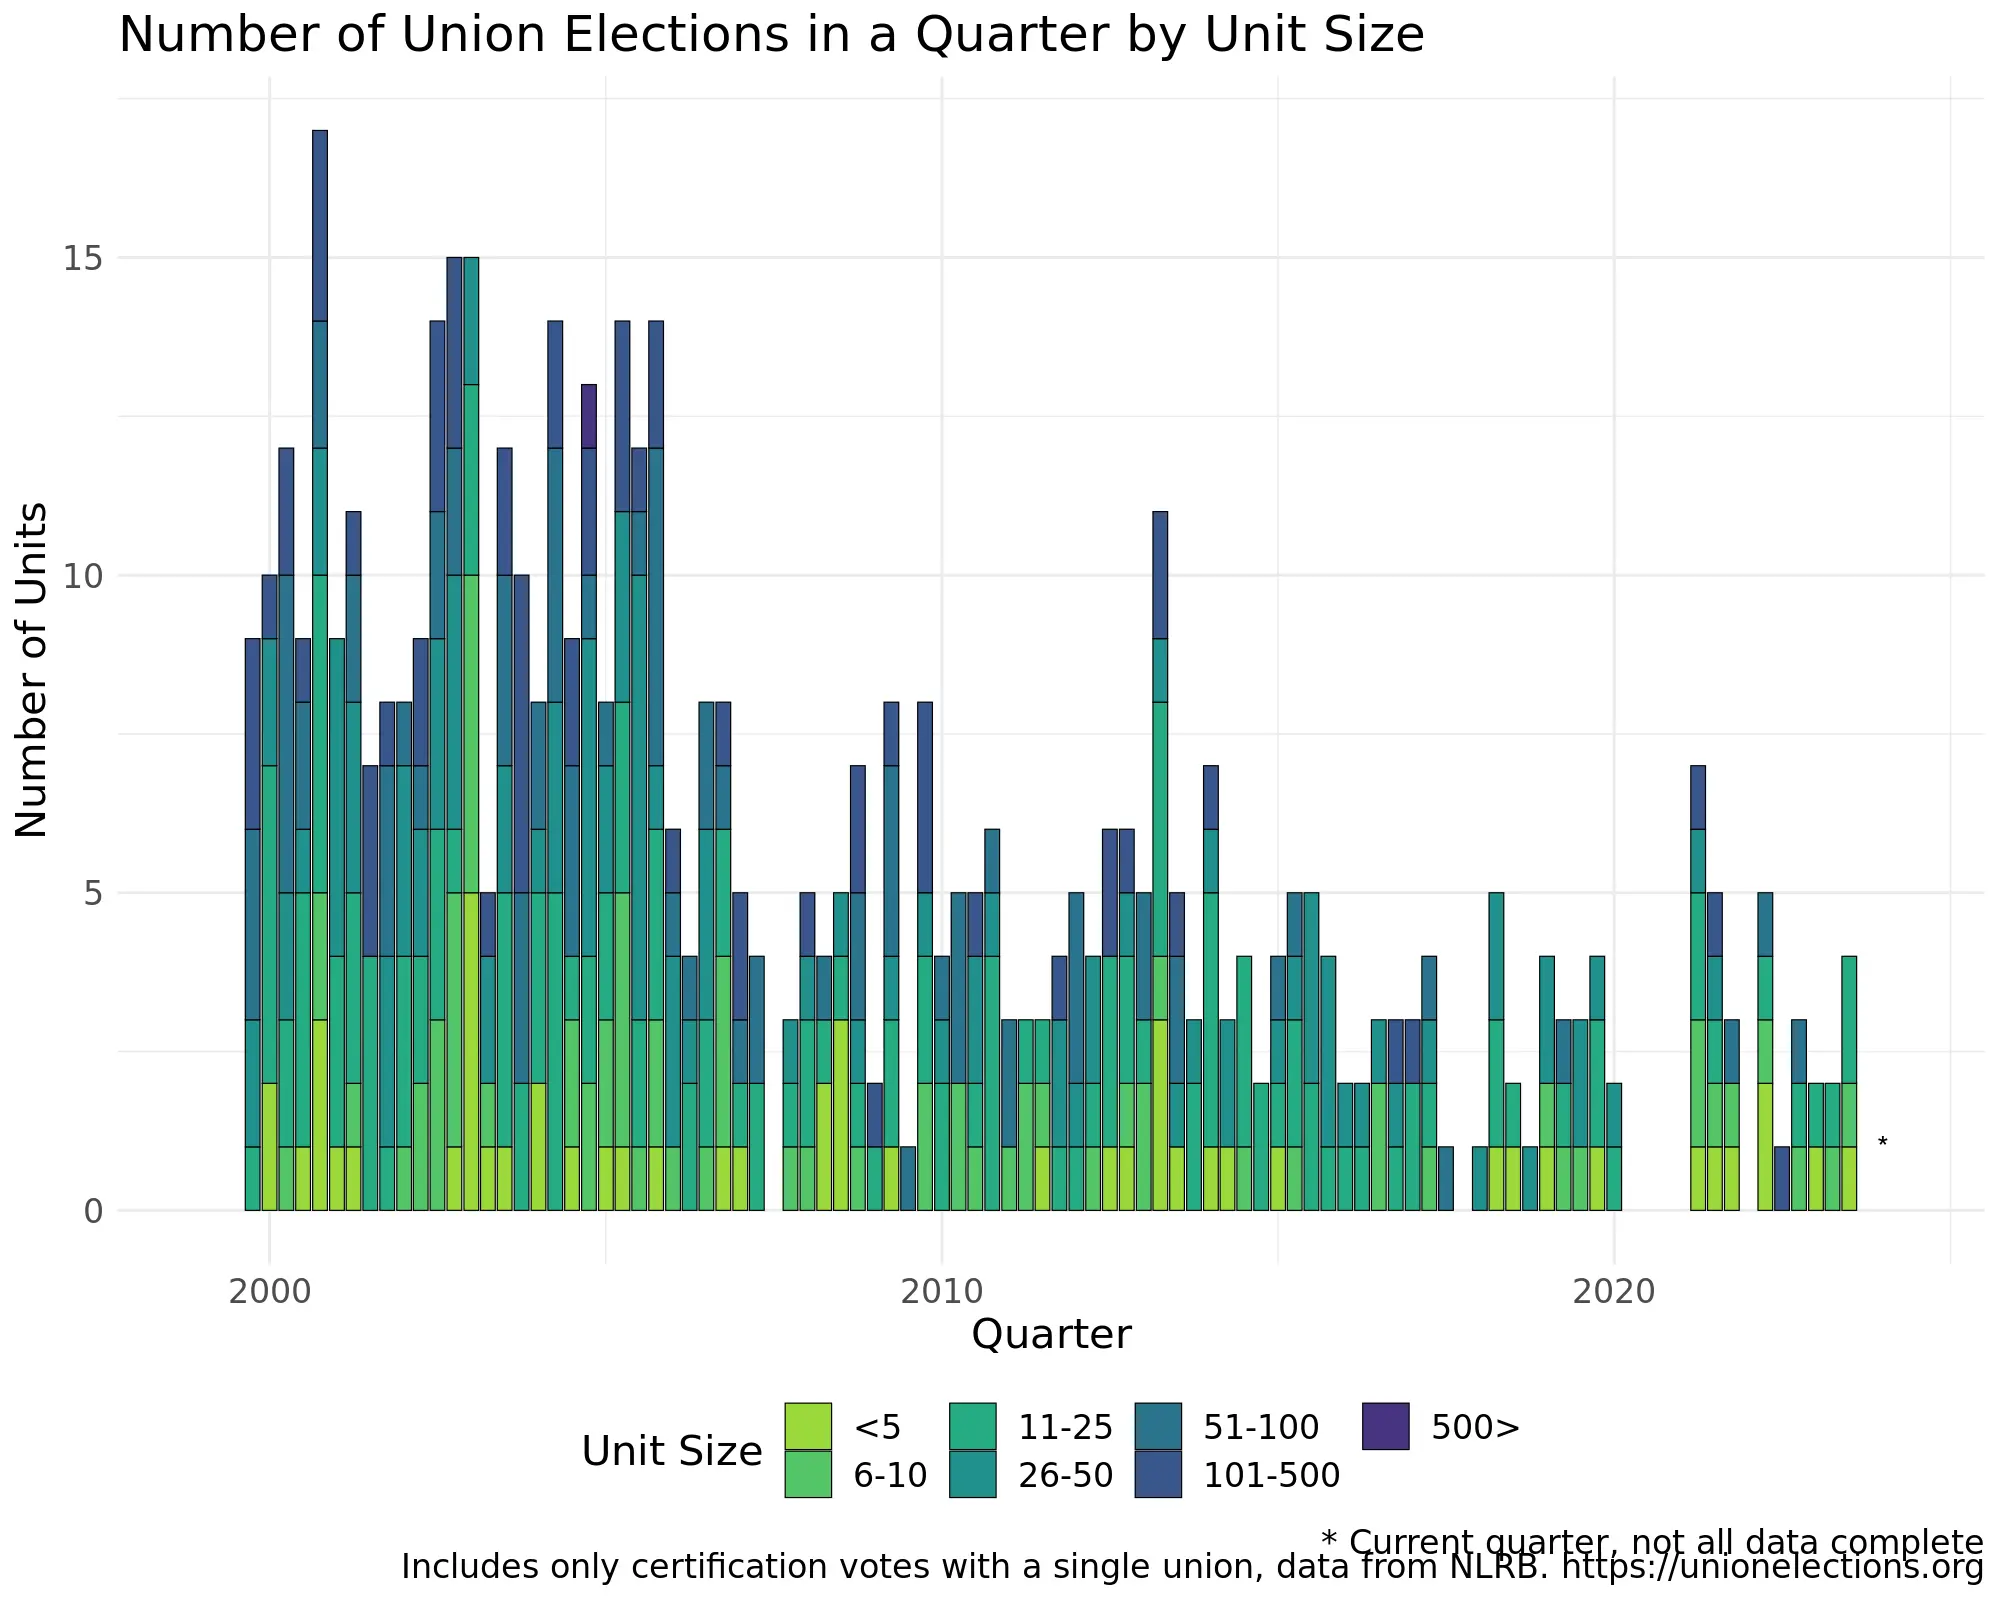 Number of Union Elections in a Quarter by Unit Size
Number of Units
15
10
5
0
*
2000 2010 2020
Quarter
Unit Size
<5 11-25 51-100 500>
6-10 26-50 101-500
* Current quarter, not all data complete
Includes only certification votes with a single union, data from NLRB. https://unionelections.org